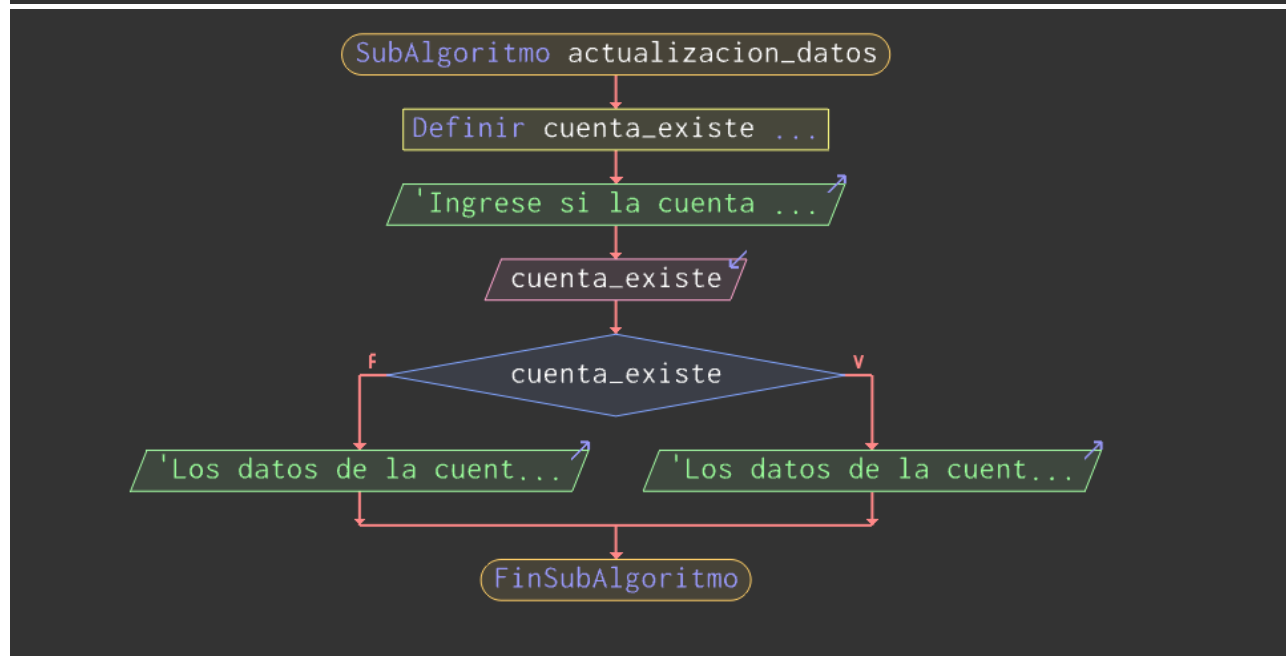 SubAlgoritmo actualizacion_datos
Definir cuenta_existe ...
'Ingrese si la cuenta ...
cuenta_existe
cuenta_existe
F
V
'Los datos de la cuent...
'Los datos de la cuent...
FinSubAlgoritmo